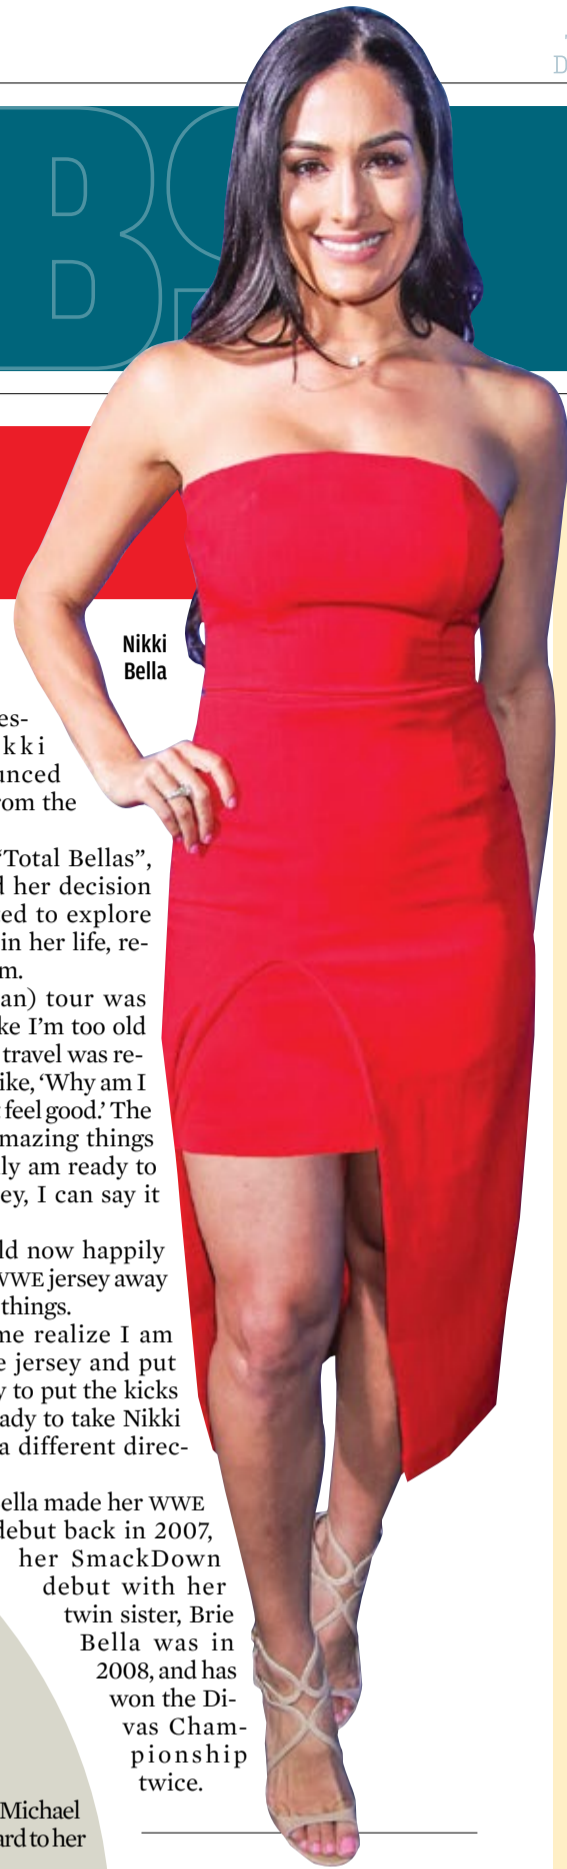 D
BS
Nikki
Bella
es-
kki
unced
rom the
“Total Bellas”,
d her decision
ed to explore
in her life, re-
m.
an) tour was
ke I’m too old
travel was re-
ike, ‘Why am I
feel good.’ The
mazing things
ly am ready to
ey, I can say it
ld now happily
WWE jersey away
things.
me realize I am
e jersey and put
y to put the kicks
ady to take Nikki
a different direc-
ella made her WWE
debut back in 2007,
her SmackDown
debut with her
twin sister, Brie
Bella was in
2008, and has
won the Di-
vas Cham-
pionship
twice.
Michael
ard to her